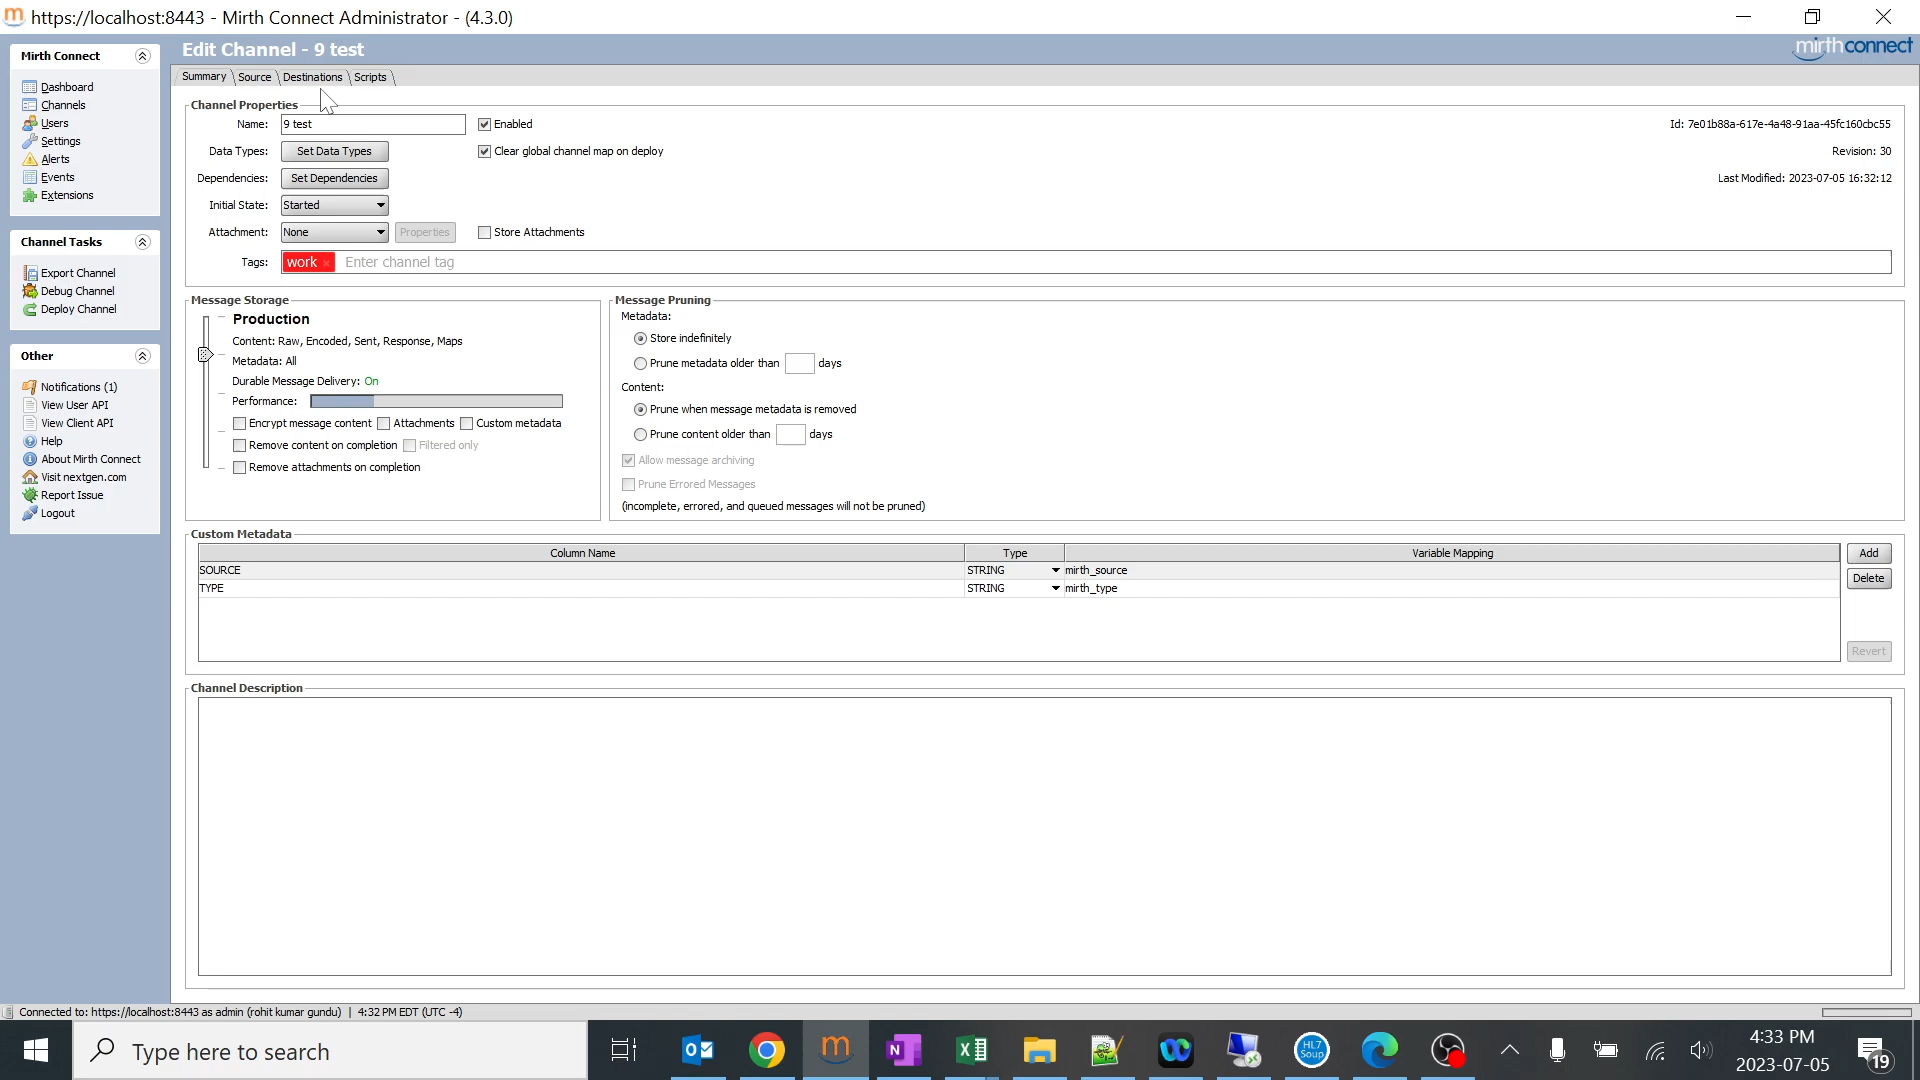 https://localhost:8443 - Mirth Connect Administrator - (4.3.0)
Mirth Connect
Edit Channel - 9 test
mirthconnect
Summary Source Destinations Scripts
Dashboard
Channels
Users
Settings
Alerts
Events
Extensions
Channel Tasks
Export Channel
Debug Channel
Deploy Channel
Other
Notifications (1)
View User API
View Client API
Help
About Mirth Connect
Visit nextgen.com
Report Issue
Logout
Channel Properties
Name: 9 test Enabled Id: 7e01b88a-617e-4a48-91aa-45fc160cbc55
Data Types: Set Data Types Clear global channel map on deploy Revision: 30
Dependencies: Set Dependencies Last Modified: 2023-07-05 16:32:12
Initial State: Started
Attachment: None Properties Store Attachments
Tags: work × Enter channel tag
Message Storage
Production
Content: Raw, Encoded, Sent, Response, Maps
Metadata: All
Durable Message Delivery: On
Performance:
Encrypt message content Attachments Custom metadata
Remove content on completion Filtered only
Remove attachments on completion
Message Pruning
Metadata:
Store indefinitely
Prune metadata older than days
Content:
Prune when message metadata is removed
Prune content older than days
Allow message archiving
Prune Errored Messages
(incomplete, errored, and queued messages will not be pruned)
Custom Metadata
Column Name Type Variable Mapping Add
SOURCE STRING mirth_source
TYPE STRING mirth_type
Delete
Revert
Channel Description
Connected to: https://localhost:8443 as admin (rohit kumar gundu) | 4:32 PM EDT (UTC -4)
Type here to search
HL7
Soup
4:33 PM
2023-07-05
19